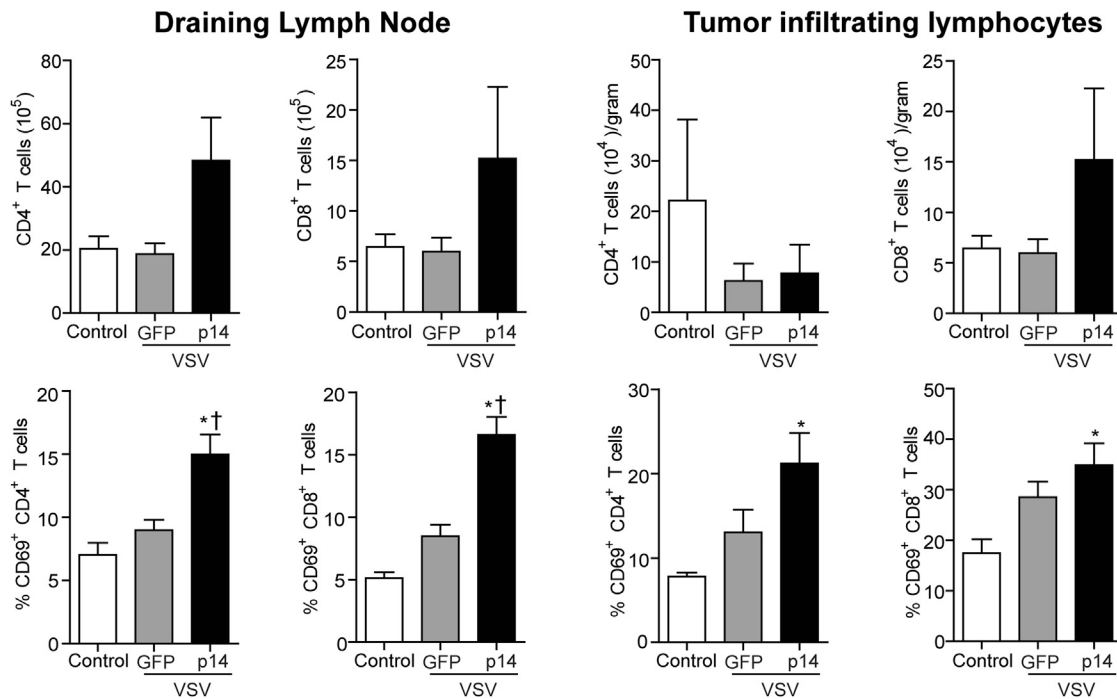 Draining Lymph Node
Tumor infiltrating lymphocytes
CD4+ T cells (10^5)
80
60
40
20
0
Control GFP p14
VSV
CD8+ T cells (10^5)
25
20
15
10
5
0
Control GFP p14
VSV
CD4+ T cells (10^4)/gram
50
40
30
20
10
0
Control GFP p14
VSV
CD8+ T cells (10^4)/gram
25
20
15
10
5
0
Control GFP p14
VSV
% CD69+ CD4+ T cells
20
15
10
5
0
*†
Control GFP p14
VSV
% CD69+ CD8+ T cells
20
15
10
5
0
*†
Control GFP p14
VSV
% CD69+ CD4+ T cells
30
20
10
0
*
Control GFP p14
VSV
% CD69+ CD8+ T cells
50
40
30
20
10
0
*
Control GFP p14
VSV